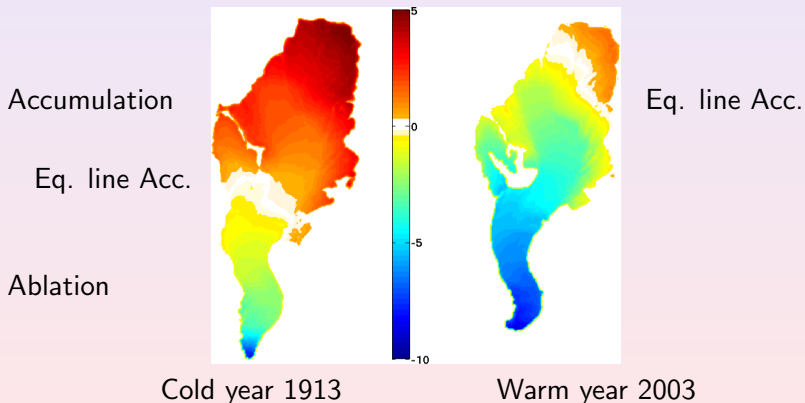 5
Accumulation
Eq. line Acc.
0
Eq. line Acc.
-5
Ablation
-10
Cold year 1913
Warm year 2003